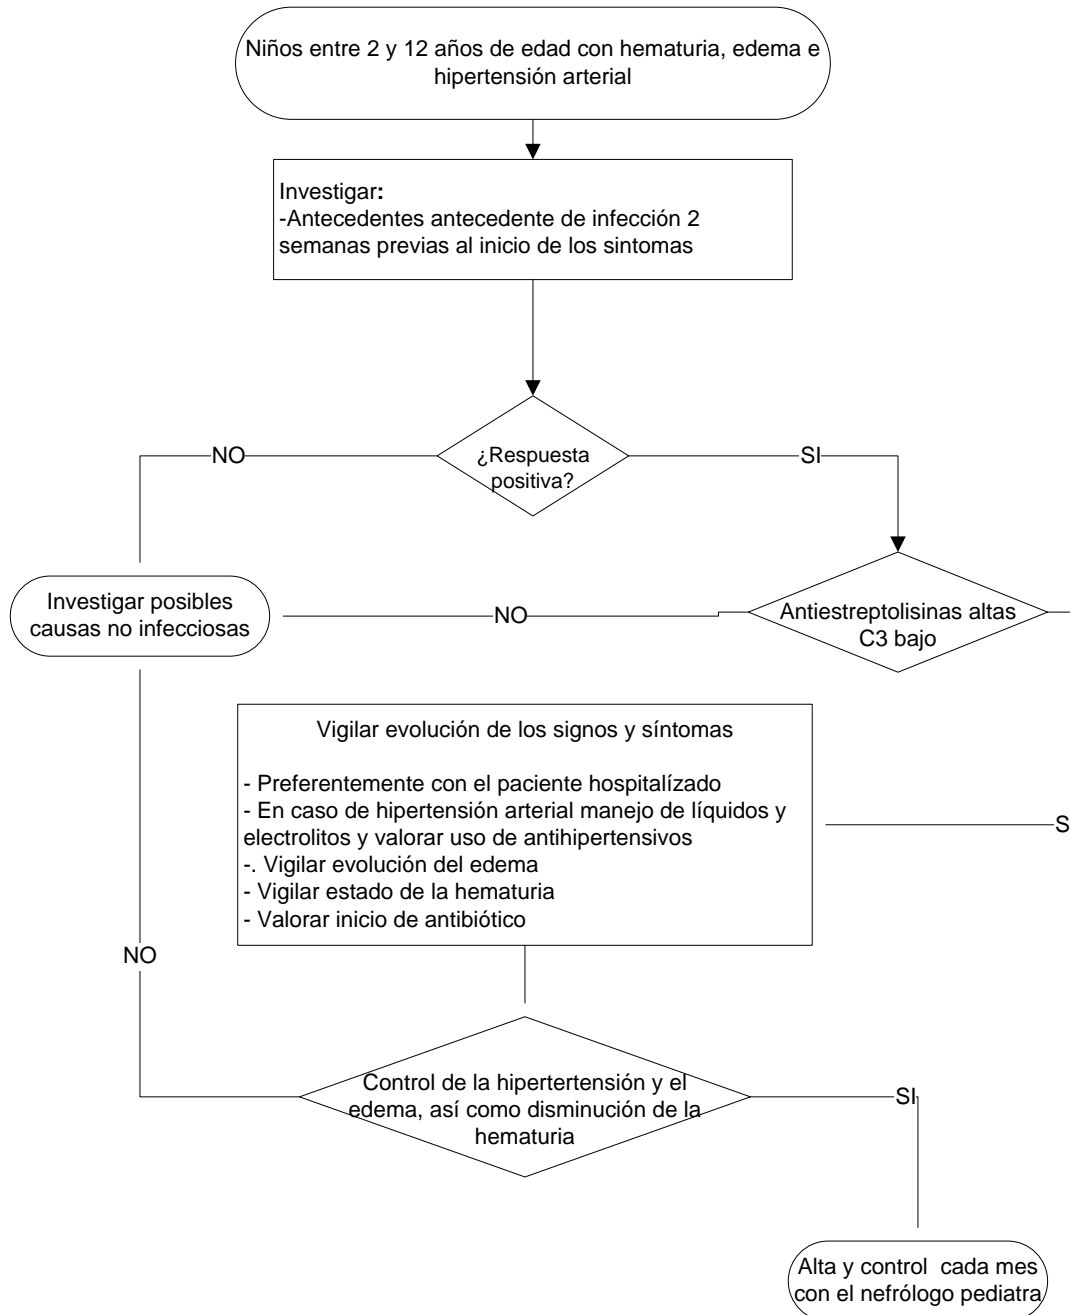 Niños entre 2 y 12 años de edad con hematuria, edema e
hipertensión arterial
Investigar:
-Antecedentes antecedente de infección 2
semanas previas al inicio de los sintomas
¿Respuesta
positiva?
NO
SI
Investigar posibles
causas no infecciosas
NO
Antiestreptolisinas altas
C3 bajo
Vigilar evolución de los signos y síntomas
- Preferentemente con el paciente hospitalízado
- En caso de hipertensión arterial manejo de líquidos y
electrolitos y valorar uso de antihipertensivos
-. Vigilar evolución del edema
- Vigilar estado de la hematuria
- Valorar inicio de antibiótico
S
NO
Control de la hipertertensión y el
edema, así como disminución de la
hematuria
SI
Alta y control cada mes
con el nefrólogo pediatra